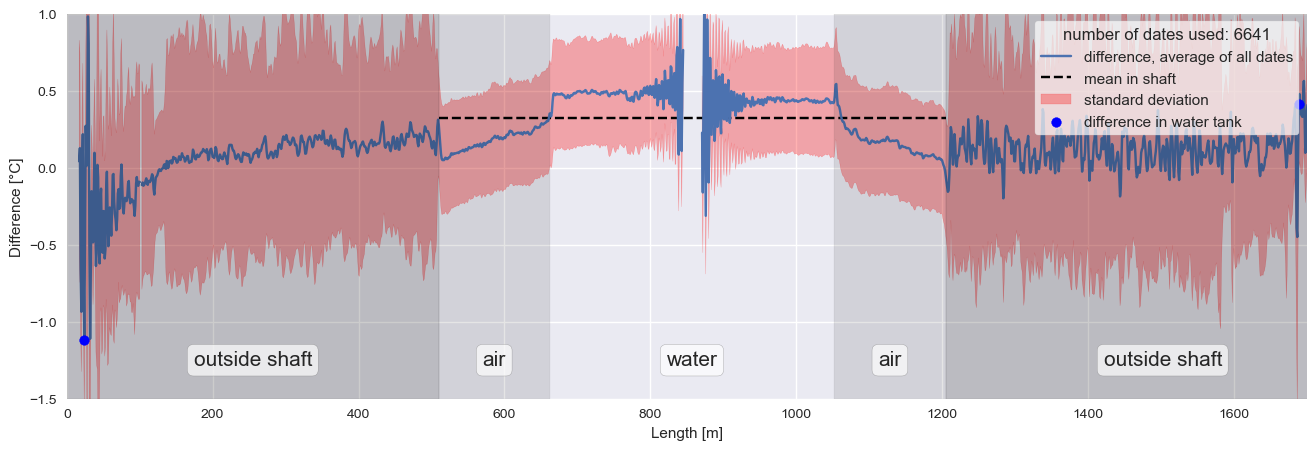 1.0
0.5
0.0
−0.5
−1.0
−1.5
Difference [°C]
number of dates used: 6641
difference, average of all dates
mean in shaft
standard deviation
difference in water tank
outside shaft
air
water
air
outside shaft
0 200 400 600 800 1000 1200 1400 1600
Length [m]